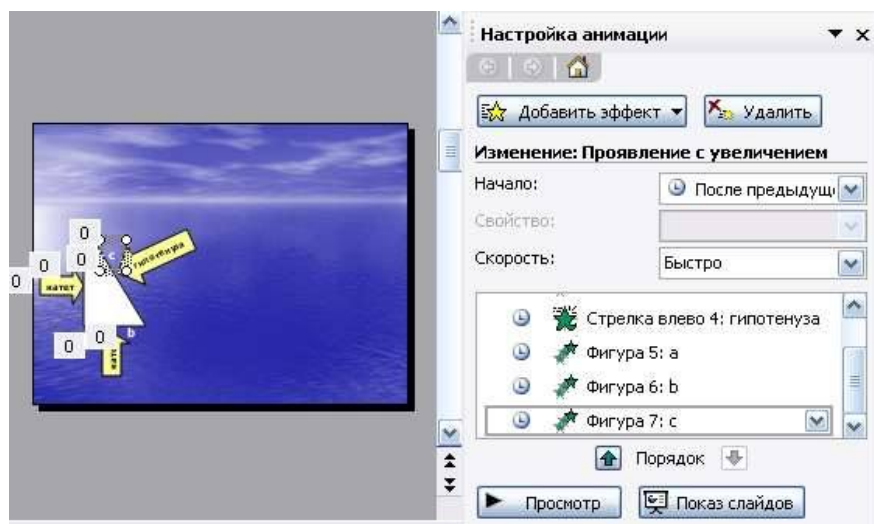 Настройка анимации
Добавить эффект
Удалить
Изменение: Проявление с увеличением
Начало:
После предыдущ
Свойство:
Скорость:
Быстро
Стрелка влево 4: гипотенуза
Фигура 5: a
Фигура 6: b
Фигура 7: c
Порядок
Просмотр
Показ слайдов
0
c
гипотенуза
0
0
0
катет
0
0
b